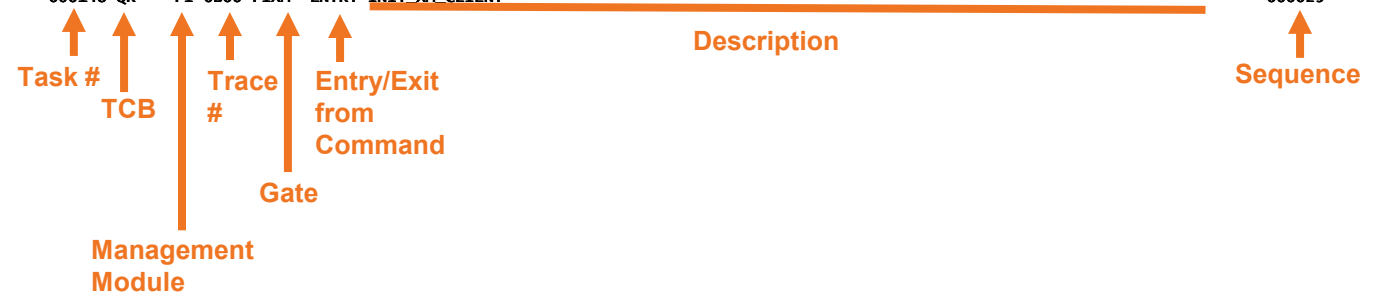 Description
Task #
Trace
Entry/Exit
Sequence
TCB
#
from
Command
Gate
Management
Module